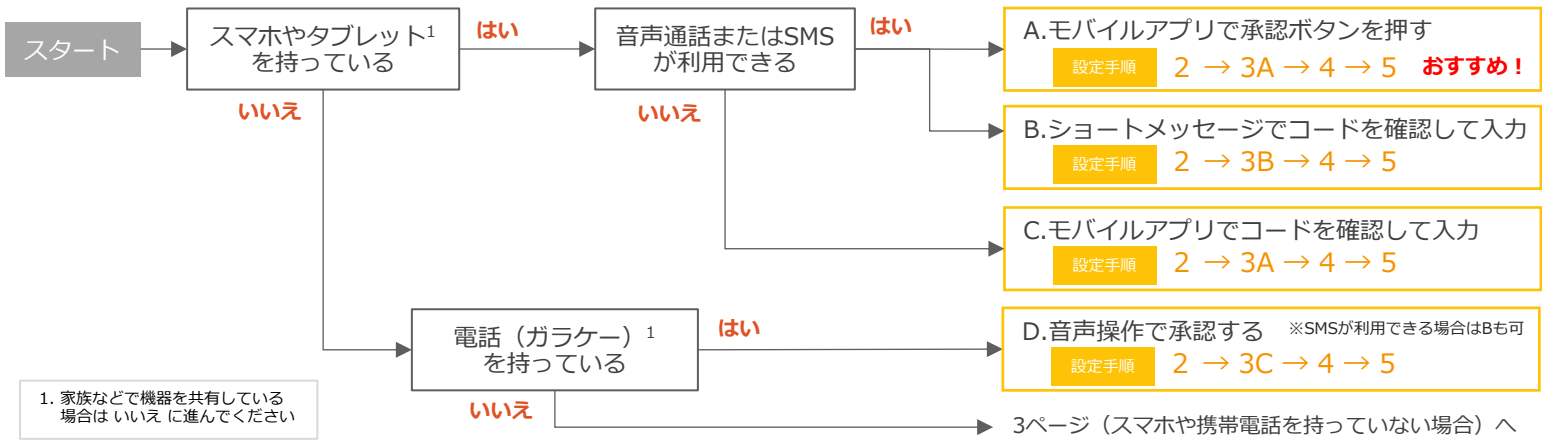 スタート
スマホやタブレット1
を持っている
はい
いいえ
音声通話またはSMS
が利用できる
はい
いいえ
A.モバイルアプリで承認ボタンを押す
設定手順 2 → 3A → 4 → 5 おすすめ！
B.ショートメッセージでコードを確認して入力
設定手順 2 → 3B → 4 → 5
C.モバイルアプリでコードを確認して入力
設定手順 2 → 3A → 4 → 5
電話（ガラケー）1
を持っている
はい
いいえ
D.音声操作で承認する ※SMSが利用できる場合はBも可
設定手順 2 → 3C → 4 → 5
3ページ（スマホや携帯電話を持っていない場合）へ
1. 家族などで機器を共有している
場合は いいえ に進んでください